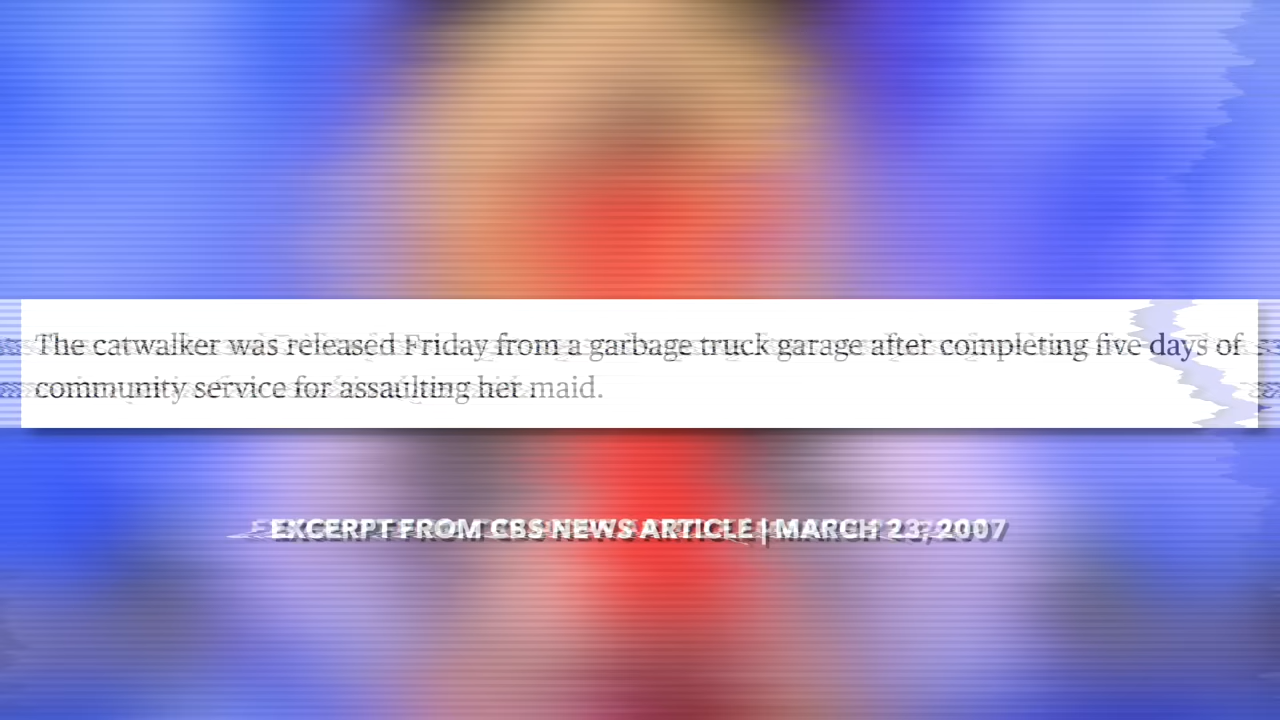 The catwalker was released Friday from a garbage truck garage after completing five days of
community service for assaulting her maid.
EXCERPT FROM CBS NEWS ARTICLE | MARCH 23, 2007